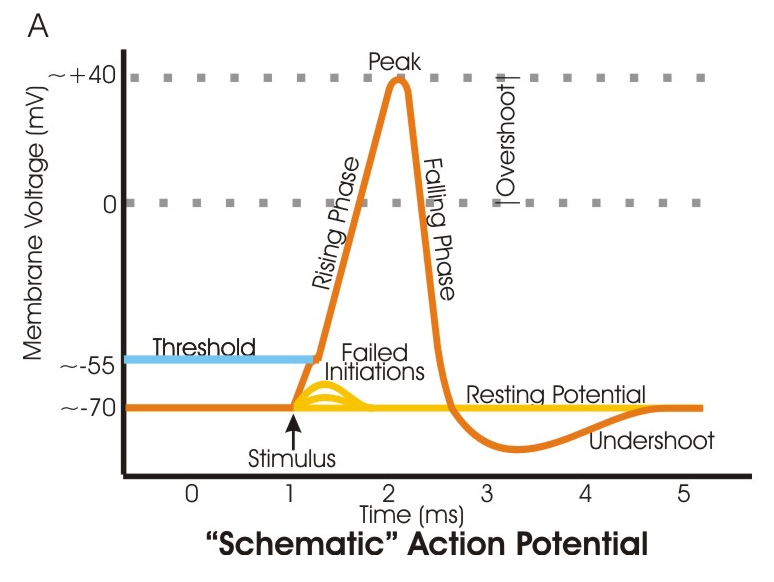 A
Peak
~+40
|Overshoot|
Membrane Voltage (mV)
Rising Phase
Falling Phase
0
Threshold
Failed
Initiations
~-55
Resting Potential
~-70
Undershoot
Stimulus
0 1 2 3 4 5
Time (ms)
“Schematic” Action Potential